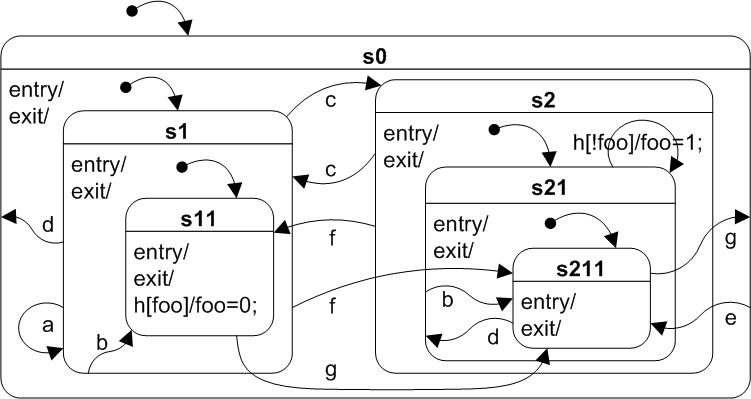 s0
entry/
exit/
s1
entry/
exit/
s11
entry/
exit/
h[foo]/foo=0;
c
c
s2
entry/
exit/
h[!foo]/foo=1;
s21
entry/
exit/
s211
entry/
exit/
d
a
b
f
f
g
b
d
g
e